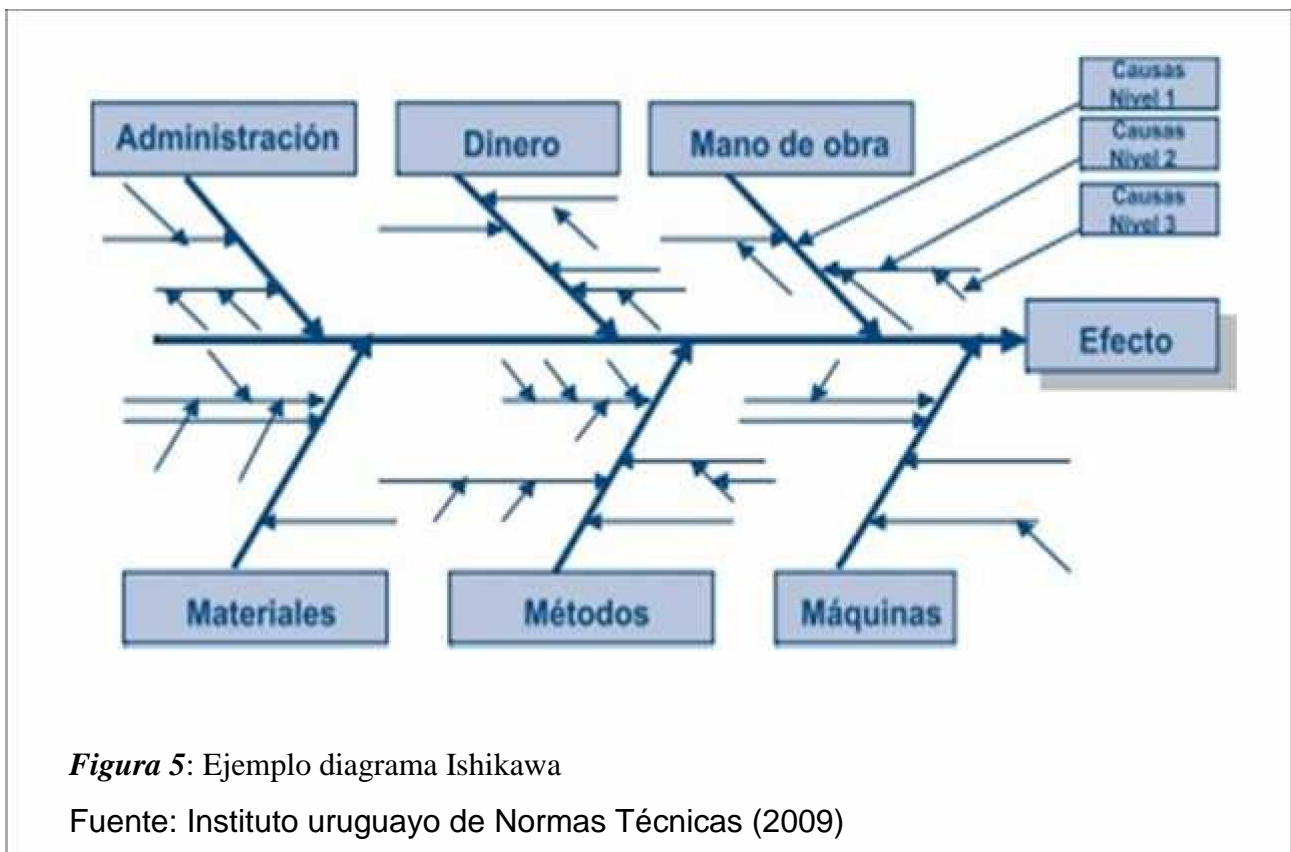 Causas
Nivel 1
Administración
Dinero
Mano de obra
Causas
Nivel 2
Causas
Nivel 3
Efecto
Materiales
Métodos
Máquinas
Figura 5: Ejemplo diagrama Ishikawa
Fuente: Instituto uruguayo de Normas Técnicas (2009)